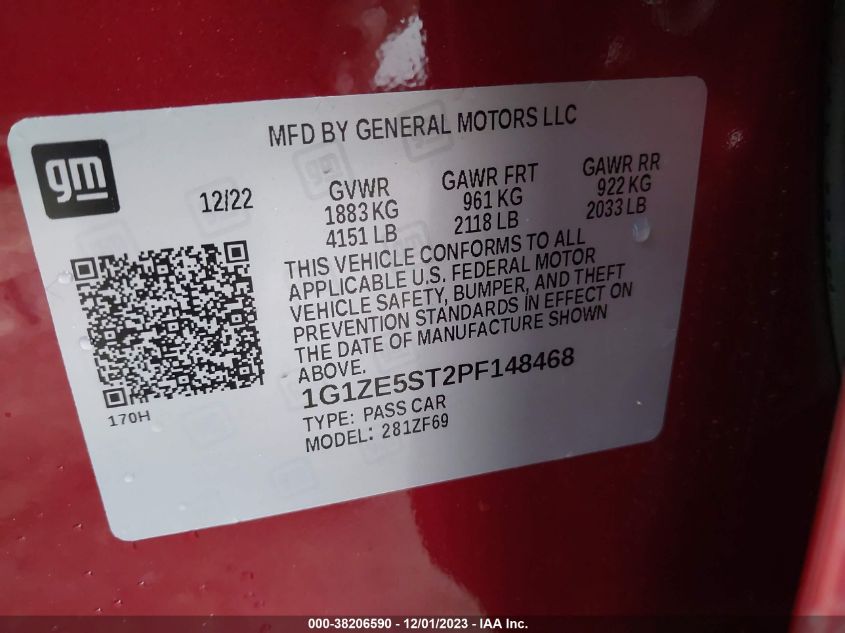 MFD BY GENERAL MOTORS LLC
gm
12/22
GVWR
1883 KG
4151 LB
GAWR FRT
961 KG
2118 LB
GAWR RR
922 KG
2033 LB
THIS VEHICLE CONFORMS TO ALL
APPLICABLE U.S. FEDERAL MOTOR
VEHICLE SAFETY, BUMPER, AND THEFT
PREVENTION STANDARDS IN EFFECT ON
THE DATE OF MANUFACTURE SHOWN
ABOVE.
1G1ZE5ST2PF148468
TYPE: PASS CAR
MODEL: 281ZF69
170H
000-38206590 - 12/01/2023 - IAA Inc.